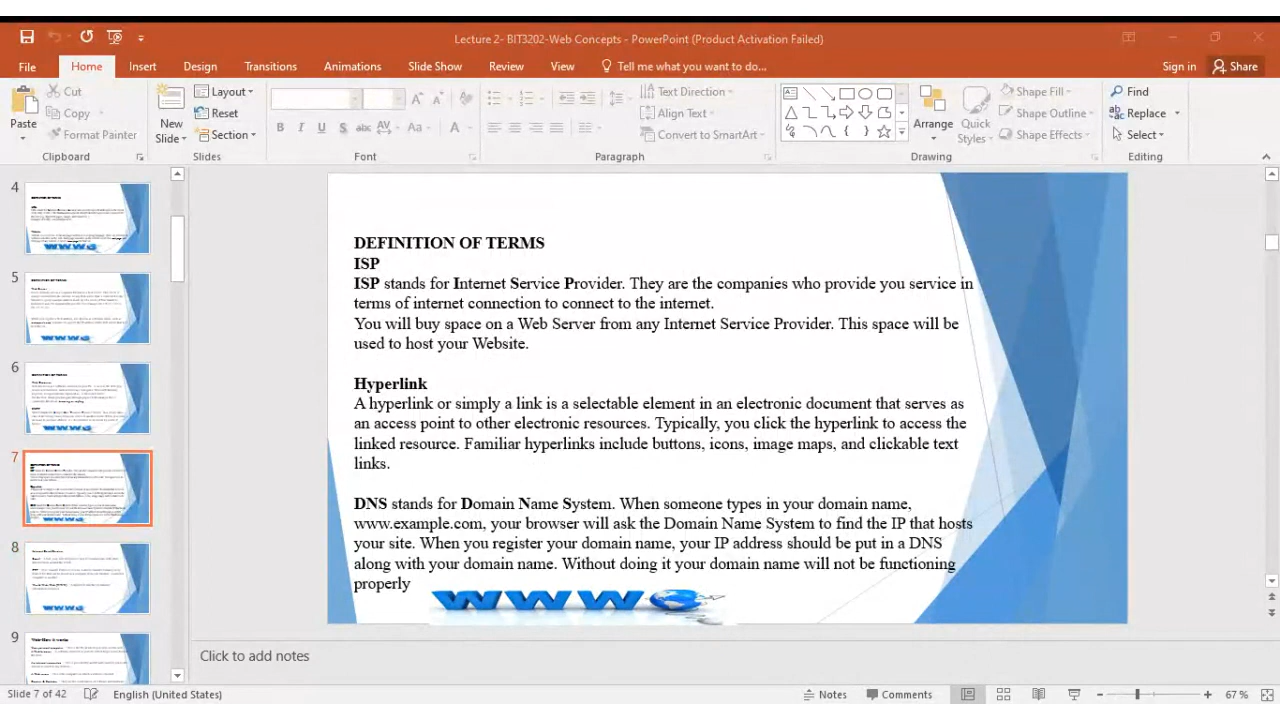 Lecture 2- BIT3202-Web Concepts - PowerPoint (Product Activation Failed)
File Home Insert Design Transitions Animations Slide Show Review View Tell me what you want to do... Sign in Share
Cut Layout Text Direction Shape Fill Find
Copy Reset Align Text Shape Outline Replace
Paste Format Painter New Slide Section Convert to SmartArt Arrange Quick Styles Shape Effects Select
Clipboard Slides Font Paragraph Drawing Editing
4
5
6
7
8
9
DEFINITION OF TERMS
ISP
ISP stands for Internet Service Provider. They are the companies who provide you service in
terms of internet connection to connect to the internet.
You will buy space on a Web Server from any Internet Service Provider. This space will be
used to host your Website.
Hyperlink
A hyperlink or simply a link is a selectable element in an electronic document that serves as
an access point to other electronic resources. Typically, you click the hyperlink to access the
linked resource. Familiar hyperlinks include buttons, icons, image maps, and clickable text
links.
DNS stands for Domain Name System. When someone types in your domain name,
www.example.com, your browser will ask the Domain Name System to find the IP that hosts
your site. When you register your domain name, your IP address should be put in a DNS
along with your domain name. Without doing it your domain name will not be functioning
properly
WWW
Click to add notes
Slide 7 of 42 English (United States) Notes Comments 67 %